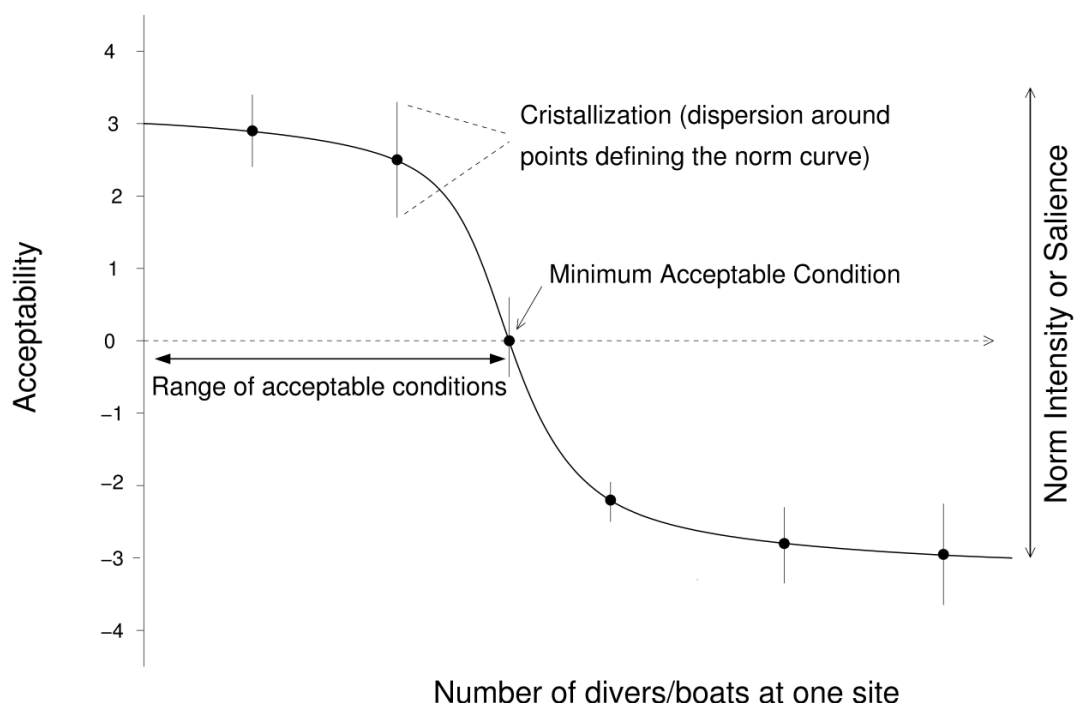 4
3
2
1
0
−1
−2
−3
−4
Acceptability
Cristallization (dispersion around
points defining the norm curve)
Minimum Acceptable Condition
Range of acceptable conditions
Norm Intensity or Salience
Number of divers/boats at one site